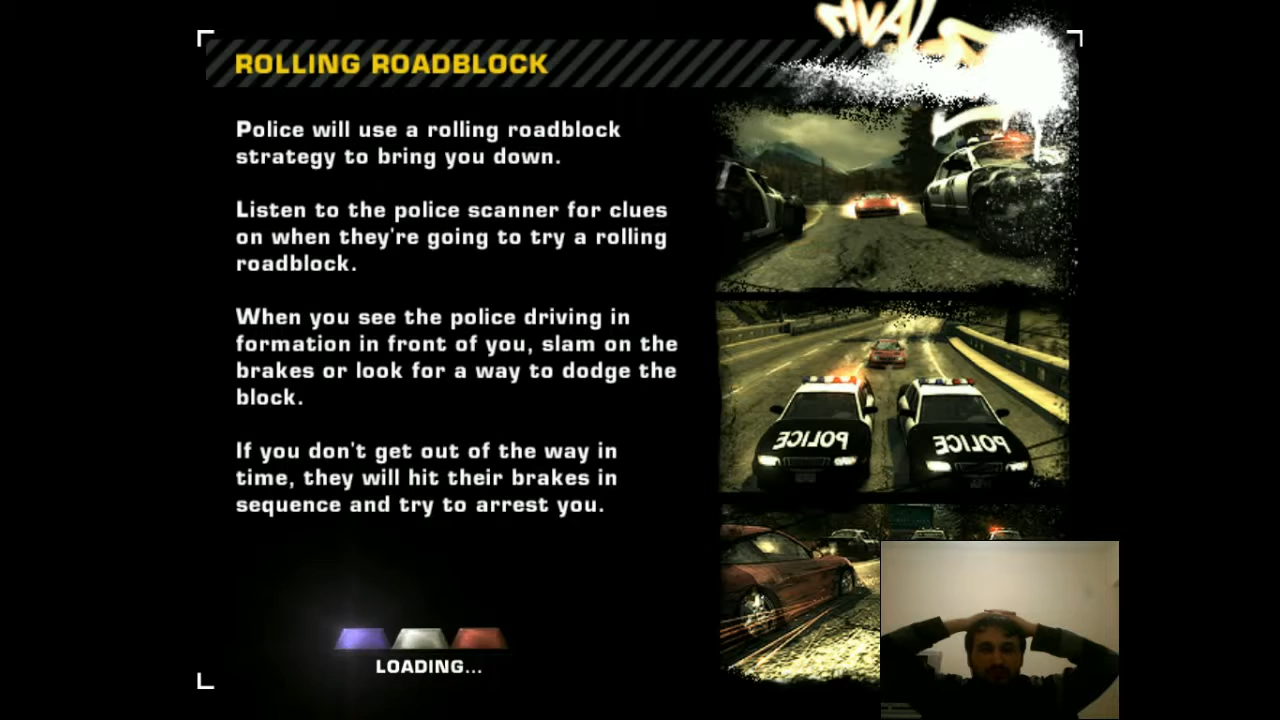 ROLLING ROADBLOCK
Police will use a rolling roadblock
strategy to bring you down.
Listen to the police scanner for clues
on when they're going to try a rolling
roadblock.
When you see the police driving in
formation in front of you, slam on the
brakes or look for a way to dodge the
block.
If you don't get out of the way in
time, they will hit their brakes in
sequence and try to arrest you.
LOADING...
POLICE
POLICE